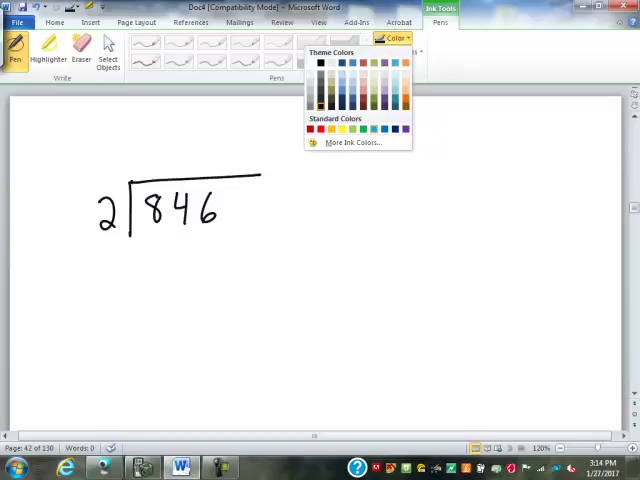 Doc4 [Compatibility Mode] - Microsoft Word
Ink Tools
File Home Insert Page Layout References Mailings Review View Add-Ins Acrobat Pens
Color
Pen Highlighter Eraser Select Objects
Write Pens
Theme Colors
Standard Colors
More Ink Colors...
2 846
Page: 42 of 130 Words: 0 120%
3:14 PM
1/27/2017